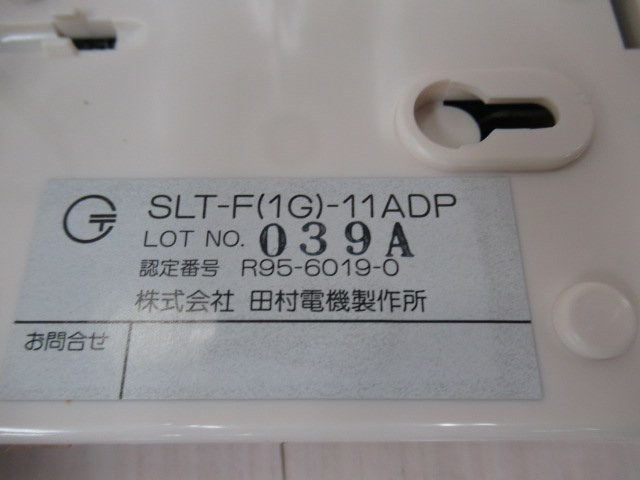 SLT-F(1G)-11ADP
LOT NO. 039A
認定番号 R95-6019-0
株式会社 田村電機製作所
お問合せ